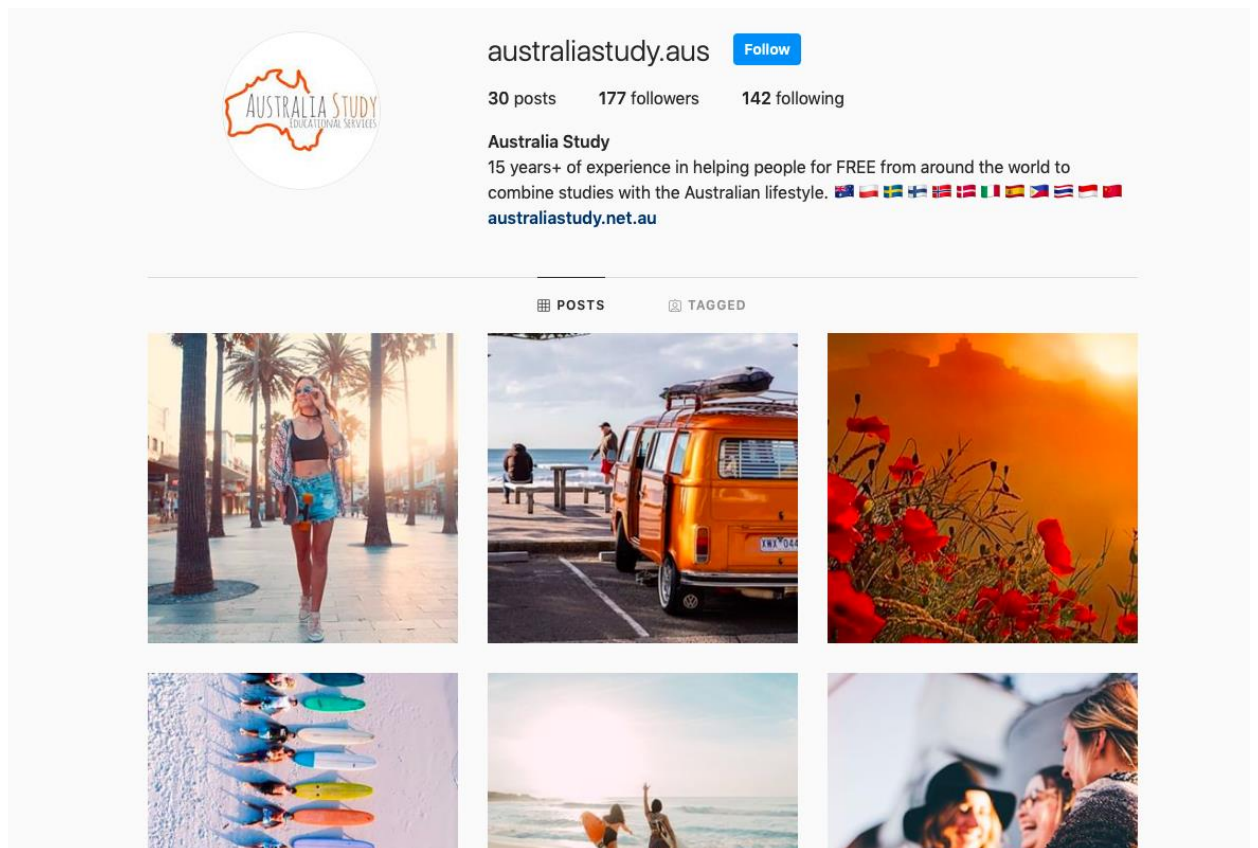 australiastudy.aus Follow
AUSTRALIA STUDY
EDUCATIONAL SERVICES
30 posts 177 followers 142 following
Australia Study
15 years+ of experience in helping people for FREE from around the world to
combine studies with the Australian lifestyle. 🇦🇺 🇵🇱 🇸🇪 🇫🇮 🇳🇴 🇩🇰 🇮🇹 🇪🇸 🇵🇭 🇹🇭 🇮🇩 🇨🇳
australiastudy.net.au
POSTS TAGGED
XWX 044